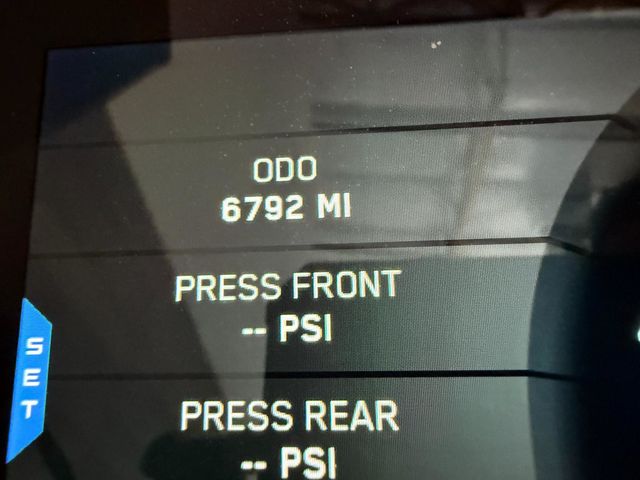 ODO
6792 MI
PRESS FRONT
-- PSI
PRESS REAR
-- PSI
SET